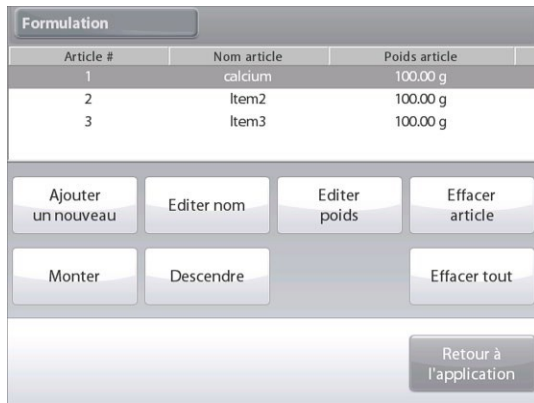 Formulation
Article # Nom article Poids article
1 calcium 100.00 g
2 Item2 100.00 g
3 Item3 100.00 g
Ajouter
un nouveau
Editer nom
Editer
poids
Effacer
article
Monter
Descendre
Effacer tout
Retour à
l'application